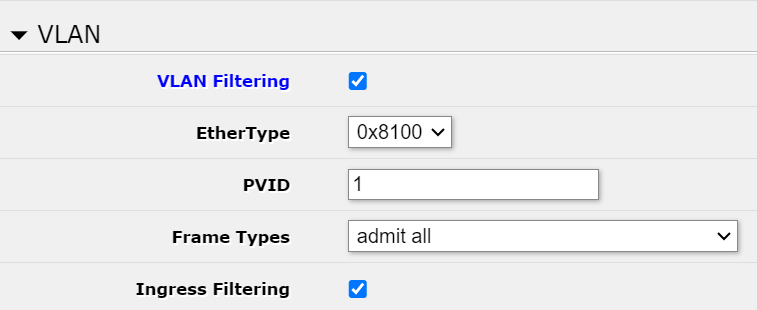 VLAN
VLAN Filtering
EtherType 0x8100
PVID 1
Frame Types admit all
Ingress Filtering